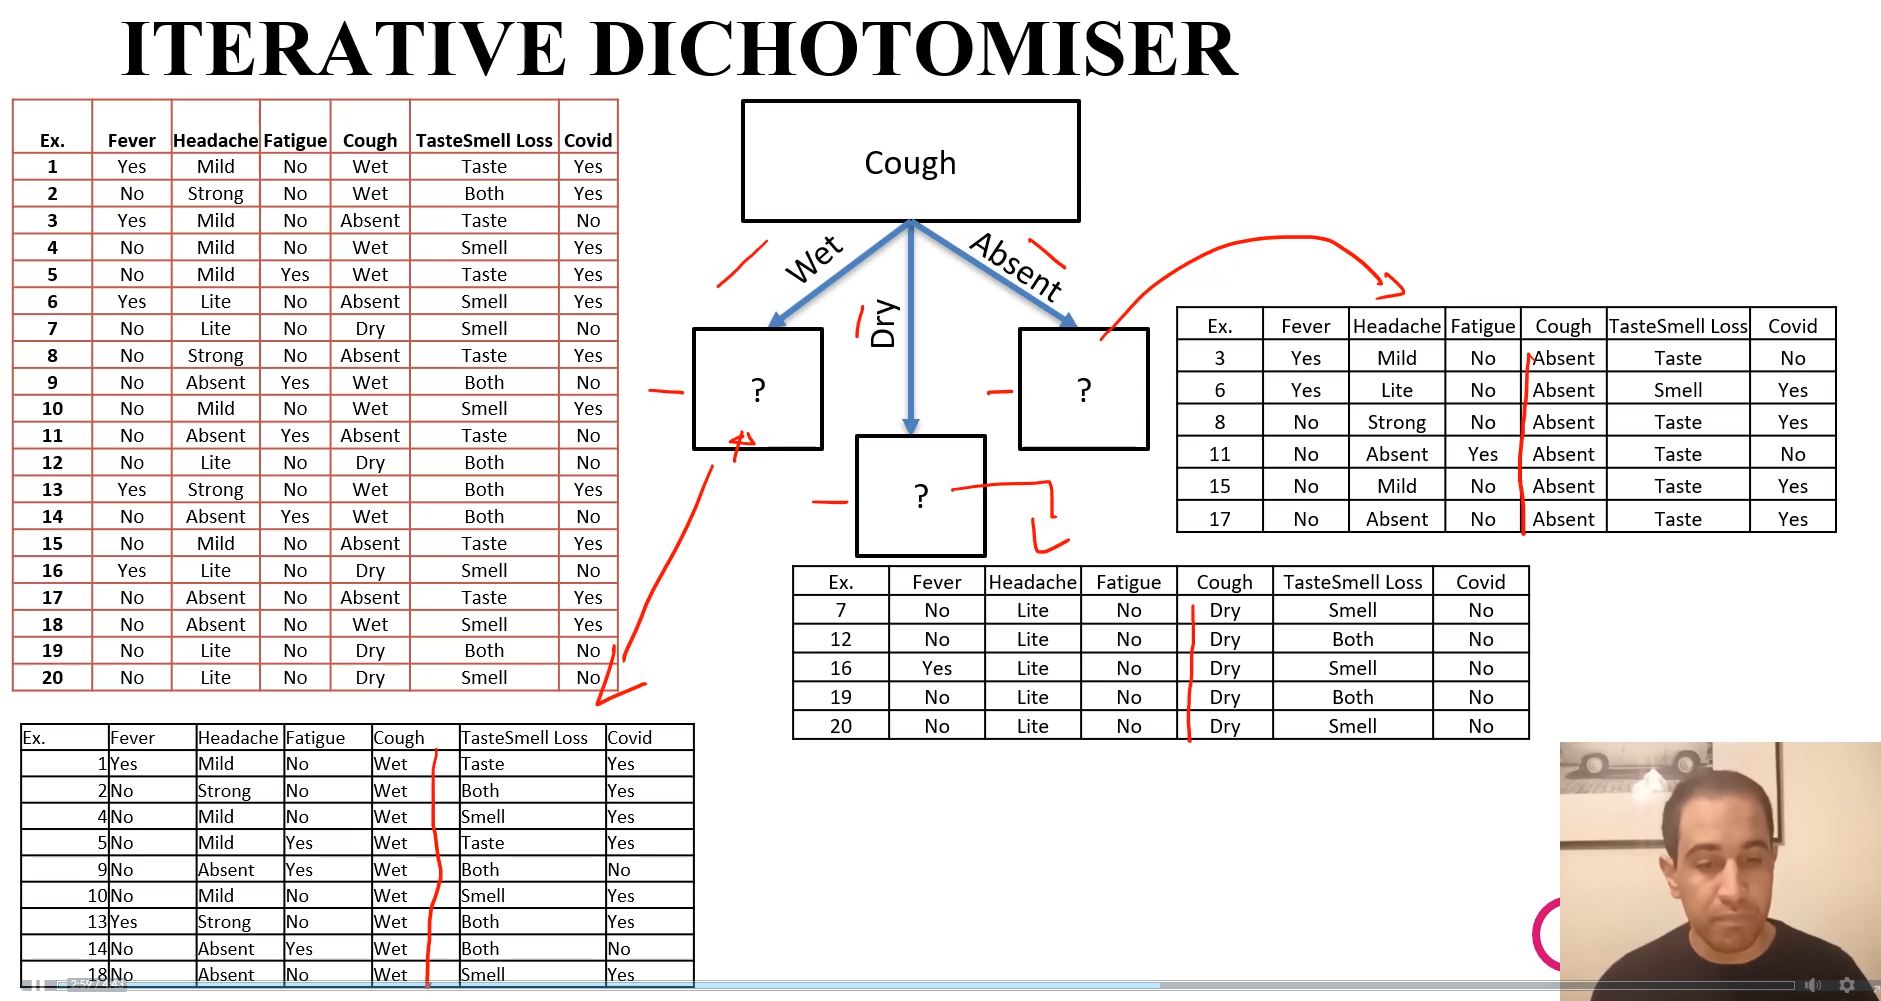 ITERATIVE DICHOTOMISER
Ex. Fever Headache Fatigue Cough TasteSmell Loss Covid
1 Yes Mild No Wet Taste Yes
2 No Strong No Wet Both Yes
3 Yes Mild No Absent Taste No
4 No Mild No Wet Smell Yes
5 No Mild Yes Wet Taste Yes
6 Yes Lite No Absent Smell Yes
7 No Lite No Dry Smell No
8 No Strong No Absent Taste Yes
9 No Absent Yes Wet Both No
10 No Mild No Wet Smell Yes
11 No Absent Yes Absent Taste No
12 No Lite No Dry Both No
13 Yes Strong No Wet Both Yes
14 No Absent Yes Wet Both No
15 No Mild No Absent Taste Yes
16 Yes Lite No Dry Smell No
17 No Absent No Absent Taste Yes
18 No Absent No Wet Smell Yes
19 No Lite No Dry Both No
20 No Lite No Dry Smell No
Cough
Wet
Dry
Absent
?
?
?
Ex. Fever Headache Fatigue Cough TasteSmell Loss Covid
3 Yes Mild No Absent Taste No
6 Yes Lite No Absent Smell Yes
8 No Strong No Absent Taste Yes
11 No Absent Yes Absent Taste No
15 No Mild No Absent Taste Yes
17 No Absent No Absent Taste Yes
Ex. Fever Headache Fatigue Cough TasteSmell Loss Covid
7 No Lite No Dry Smell No
12 No Lite No Dry Both No
16 Yes Lite No Dry Smell No
19 No Lite No Dry Both No
20 No Lite No Dry Smell No
Ex. Fever Headache Fatigue Cough TasteSmell Loss Covid
1 Yes Mild No Wet Taste Yes
2 No Strong No Wet Both Yes
4 No Mild No Wet Smell Yes
5 No Mild Yes Wet Taste Yes
9 No Absent Yes Wet Both No
10 No Mild No Wet Smell Yes
13 Yes Strong No Wet Both Yes
14 No Absent Yes Wet Both No
18 No Absent No Wet Smell Yes